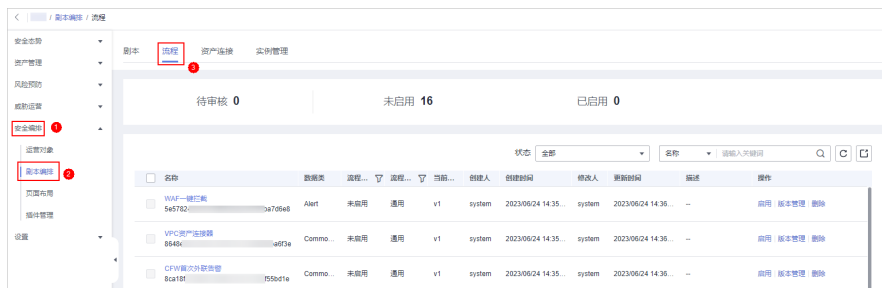 / 剧本编排 / 流程
安全态势
资产管理
风险预防
威胁运营
安全编排 1
运营对象
剧本编排 2
页面布局
插件管理
设置
剧本 流程 资产连接 实例管理
3
待审核 0 未启用 16 已启用 0
状态 全部 名称 请输入关键词
名称 数据类 流程... 流程... 当前... 创建人 创建时间 修改人 更新时间 描述 操作
WAF一键拦截 Alert 未启用 通用 v1 system 2023/06/24 14:35... system 2023/06/24 14:36... -- 启用 版本管理 删除
5e5782 ba7d6e8
VPC资产连接器 Commo... 未启用 通用 v1 system 2023/06/24 14:35... system 2023/06/24 14:36... -- 启用 版本管理 删除
8648 a6f3e
CFW首次外联告警 Commo... 未启用 通用 v1 system 2023/06/24 14:35... system 2023/06/24 14:36... -- 启用 版本管理 删除
8ca18f f55bd1e